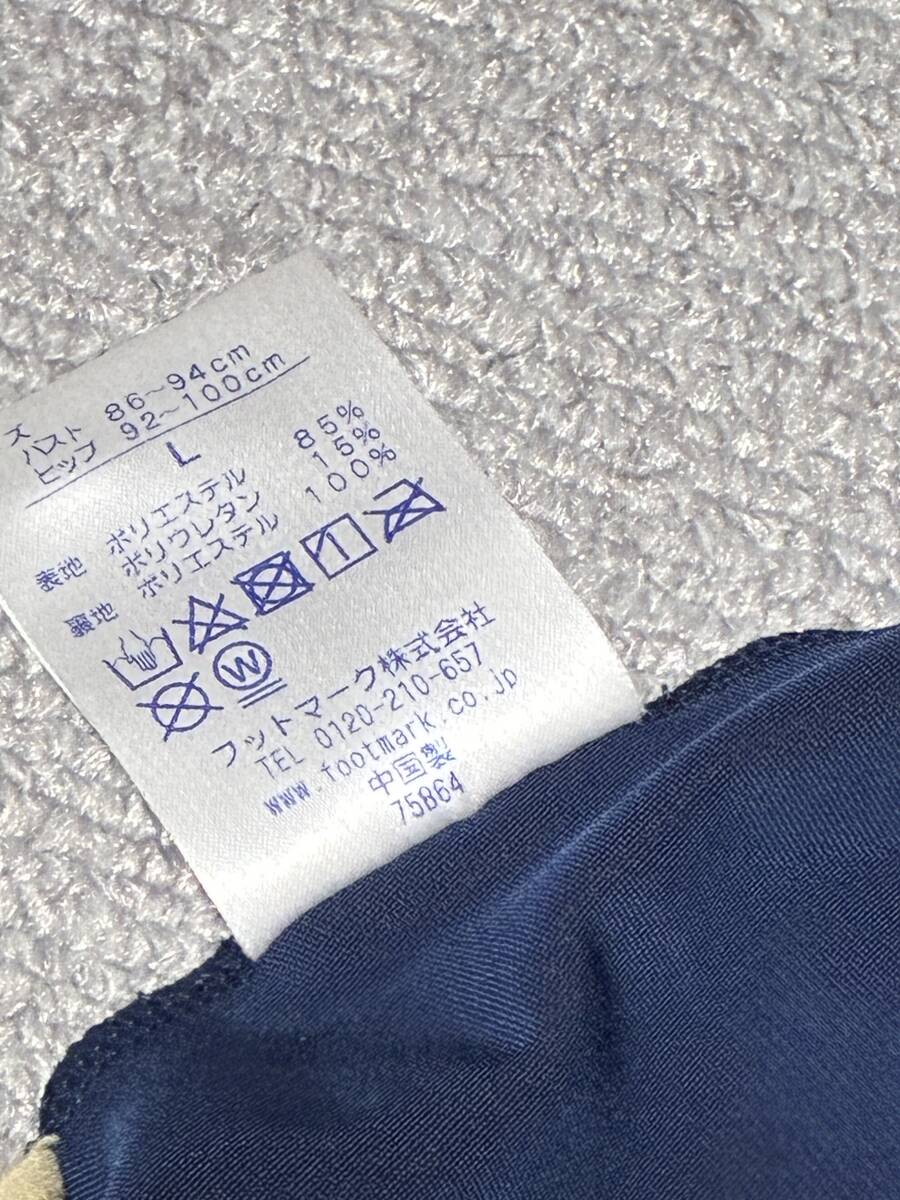 ズ
バスト 86~94cm
ヒップ 92~100cm
L
表地 ポリエステル 85%
ポリウレタン 15%
裏地 ポリエステル 100%
W
フットマーク株式会社
TEL 0120-210-657
www.footmark.co.jp
中国製
75B64